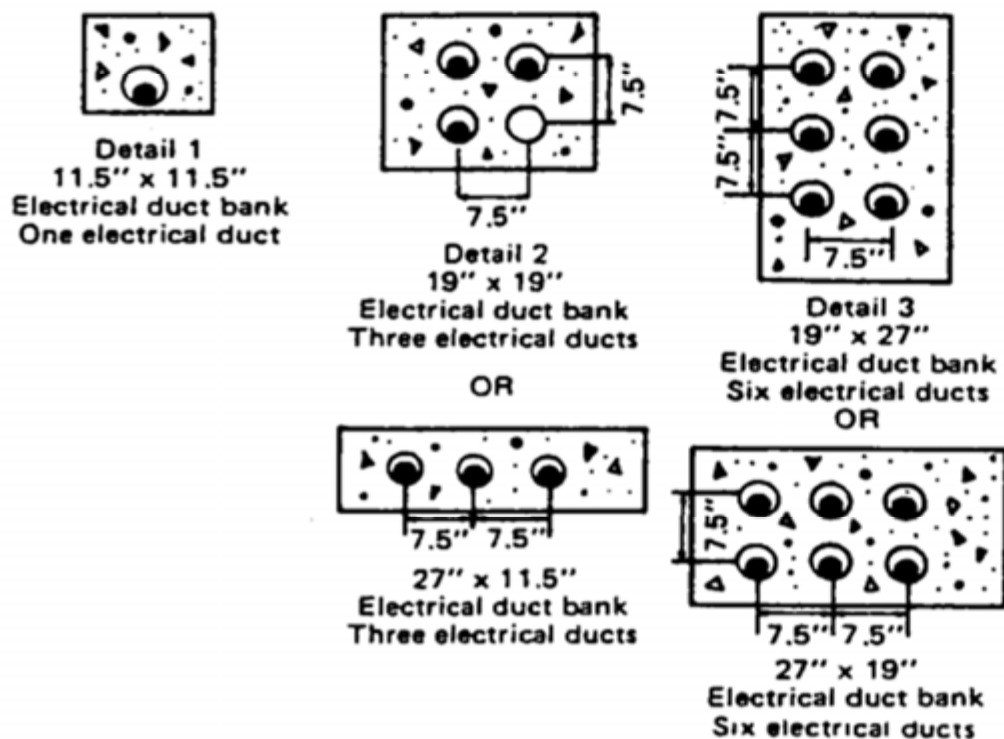 Detail 1
11.5" x 11.5"
Electrical duct bank
One electrical duct
7.5"
7.5"
Detail 2
19" x 19"
Electrical duct bank
Three electrical ducts
OR
7.5" 7.5"
27" x 11.5"
Electrical duct bank
Three electrical ducts
7.5"
7.5"
7.5"
Detail 3
19" x 27"
Electrical duct bank
Six electrical ducts
OR
7.5"
7.5" 7.5"
27" x 19"
Electrical duct bank
Six electrical ducts